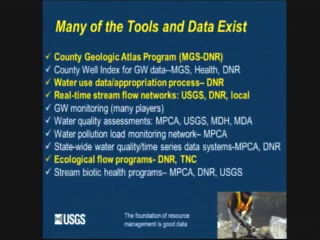 Many of the Tools and Data Exist
✓ County Geologic Atlas Program (MGS-DNR)
✓ County Well Index for GW data–MGS, Health, DNR
✓ Water use data/appropriation process– DNR
✓ Real-time stream flow networks: USGS, DNR, local
✓ GW monitoring (many players)
✓ Water quality assessments: MPCA, USGS, MDH, MDA
✓ Water pollution load monitoring network– MPCA
✓ State-wide water quality/time series data systems-MPCA, DNR
✓ Ecological flow programs- DNR, TNC
✓ Stream biotic health programs– MPCA, DNR, USGS
USGS
The foundation of resource
management is good data